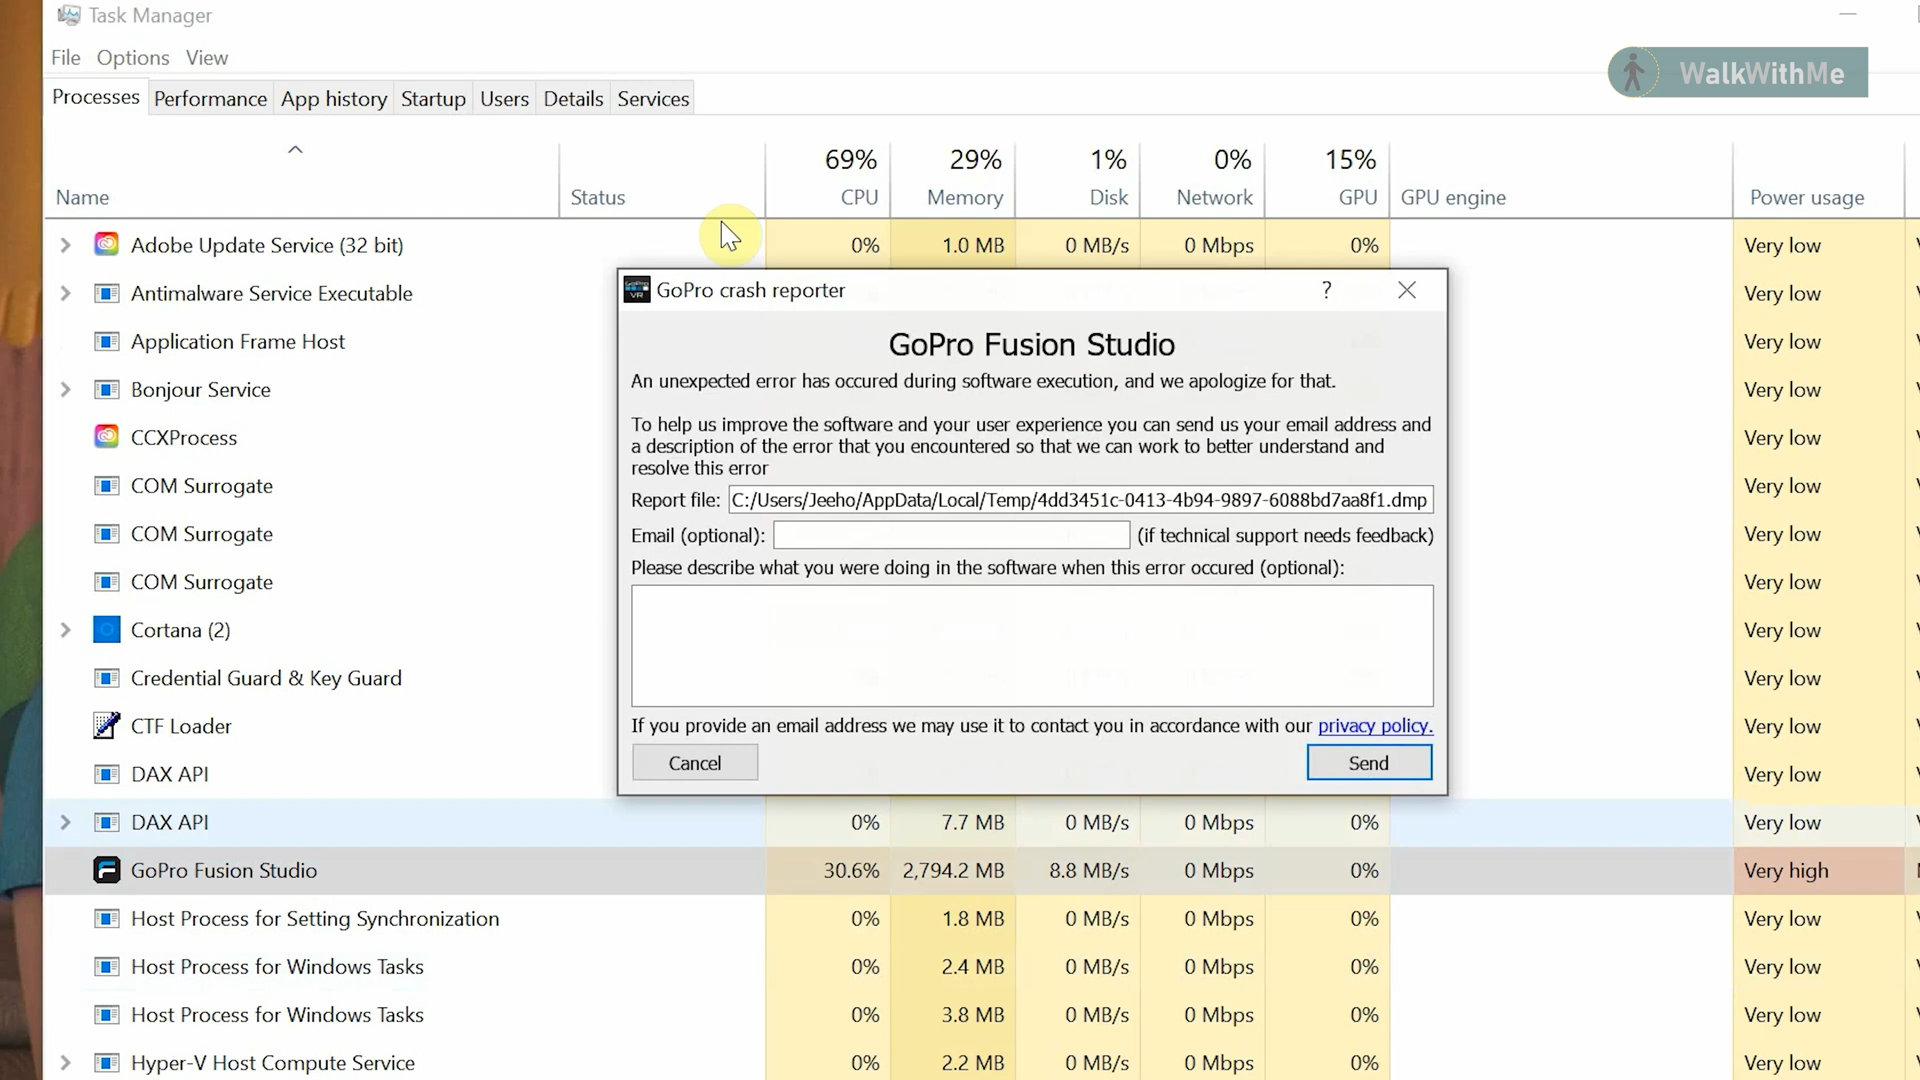 Task Manager
File Options View
WalkWithMe
Processes Performance App history Startup Users Details Services
69% 29% 1% 0% 15%
Name Status CPU Memory Disk Network GPU GPU engine Power usage
Adobe Update Service (32 bit) 0% 1.0 MB 0 MB/s 0 Mbps 0% Very low
Antimalware Service Executable Very low
Application Frame Host Very low
Bonjour Service Very low
CCXProcess Very low
COM Surrogate Very low
COM Surrogate Very low
COM Surrogate Very low
Cortana (2) Very low
Credential Guard & Key Guard Very low
CTF Loader Very low
DAX API Very low
GoPro crash reporter ?
GoPro Fusion Studio
An unexpected error has occured during software execution, and we apologize for that.
To help us improve the software and your user experience you can send us your email address and
a description of the error that you encountered so that we can work to better understand and
resolve this error
Report file: C:/Users/Jeeho/AppData/Local/Temp/4dd3451c-0413-4b94-9897-6088bd7aa8f1.dmp
Email (optional): (if technical support needs feedback)
Please describe what you were doing in the software when this error occured (optional):
If you provide an email address we may use it to contact you in accordance with our privacy policy.
Cancel Send
DAX API 0% 7.7 MB 0 MB/s 0 Mbps 0% Very low
GoPro Fusion Studio 30.6% 2,794.2 MB 8.8 MB/s 0 Mbps 0% Very high
Host Process for Setting Synchronization 0% 1.8 MB 0 MB/s 0 Mbps 0% Very low
Host Process for Windows Tasks 0% 2.4 MB 0 MB/s 0 Mbps 0% Very low
Host Process for Windows Tasks 0% 3.8 MB 0 MB/s 0 Mbps 0% Very low
Hyper-V Host Compute Service 0% 2.2 MB 0 MB/s 0 Mbps 0% Very low